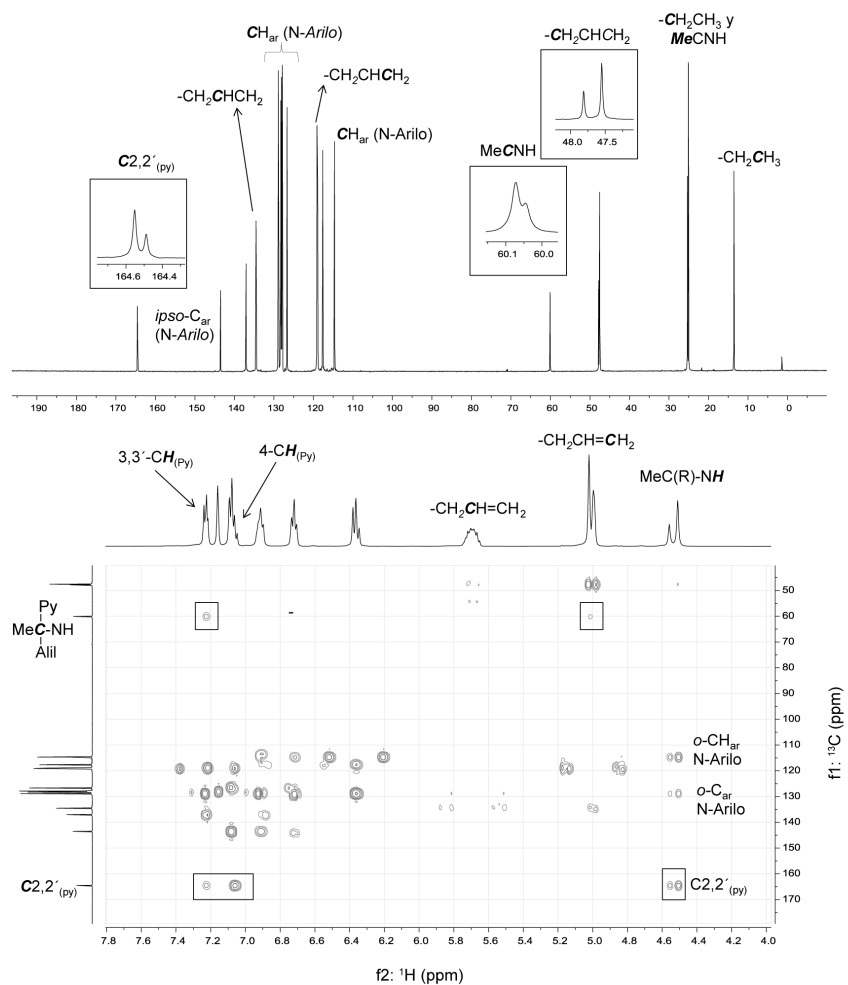 CHar (N-Arilo)
-CH2CH3 y
MeCNH
-CH2CHCH2
-CH2CHCH2
-CH2CHCH2
CHar (N-Arilo)
MeCNH
-CH2CH3
C2,2´(py)
48.0 47.5
60.1 60.0
164.6 164.4
ipso-Car
(N-Arilo)
190 180 170 160 150 140 130 120 110 100 90 80 70 60 50 40 30 20 10 0
3,3´-CH(Py)
4-CH(Py)
-CH2CH=CH2
-CH2CH=CH2
MeC(R)-NH
Py
MeC-NH
Alil
50
60
70
80
90
100
110
120
130
140
150
160
170
o-CHar
N-Arilo
o-Car
N-Arilo
C2,2´(py)
C2,2´(py)
f1: 13C (ppm)
7.8 7.6 7.4 7.2 7.0 6.8 6.6 6.4 6.2 6.0 5.8 5.6 5.4 5.2 5.0 4.8 4.6 4.4 4.2 4.0
f2: 1H (ppm)